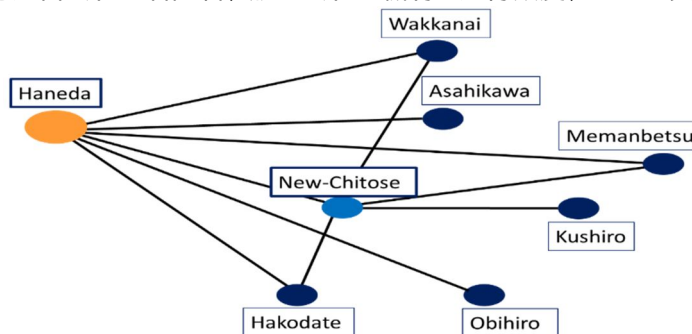 Wakkanai
Haneda
Asahikawa
Memanbetsu
New-Chitose
Kushiro
Hakodate
Obihiro